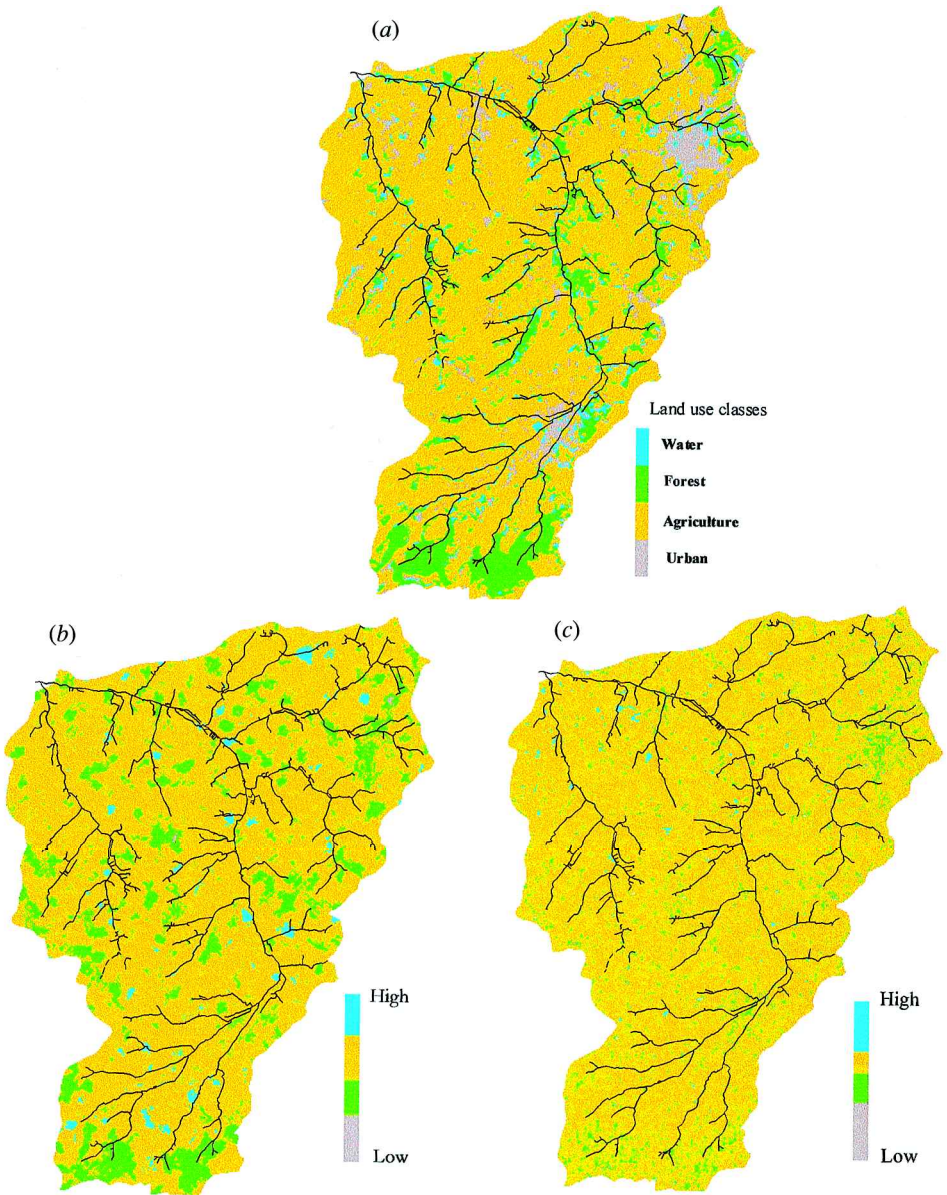 (a)
Land use classes
Water
Forest
Agriculture
Urban
(b)
(c)
High
Low
High
Low